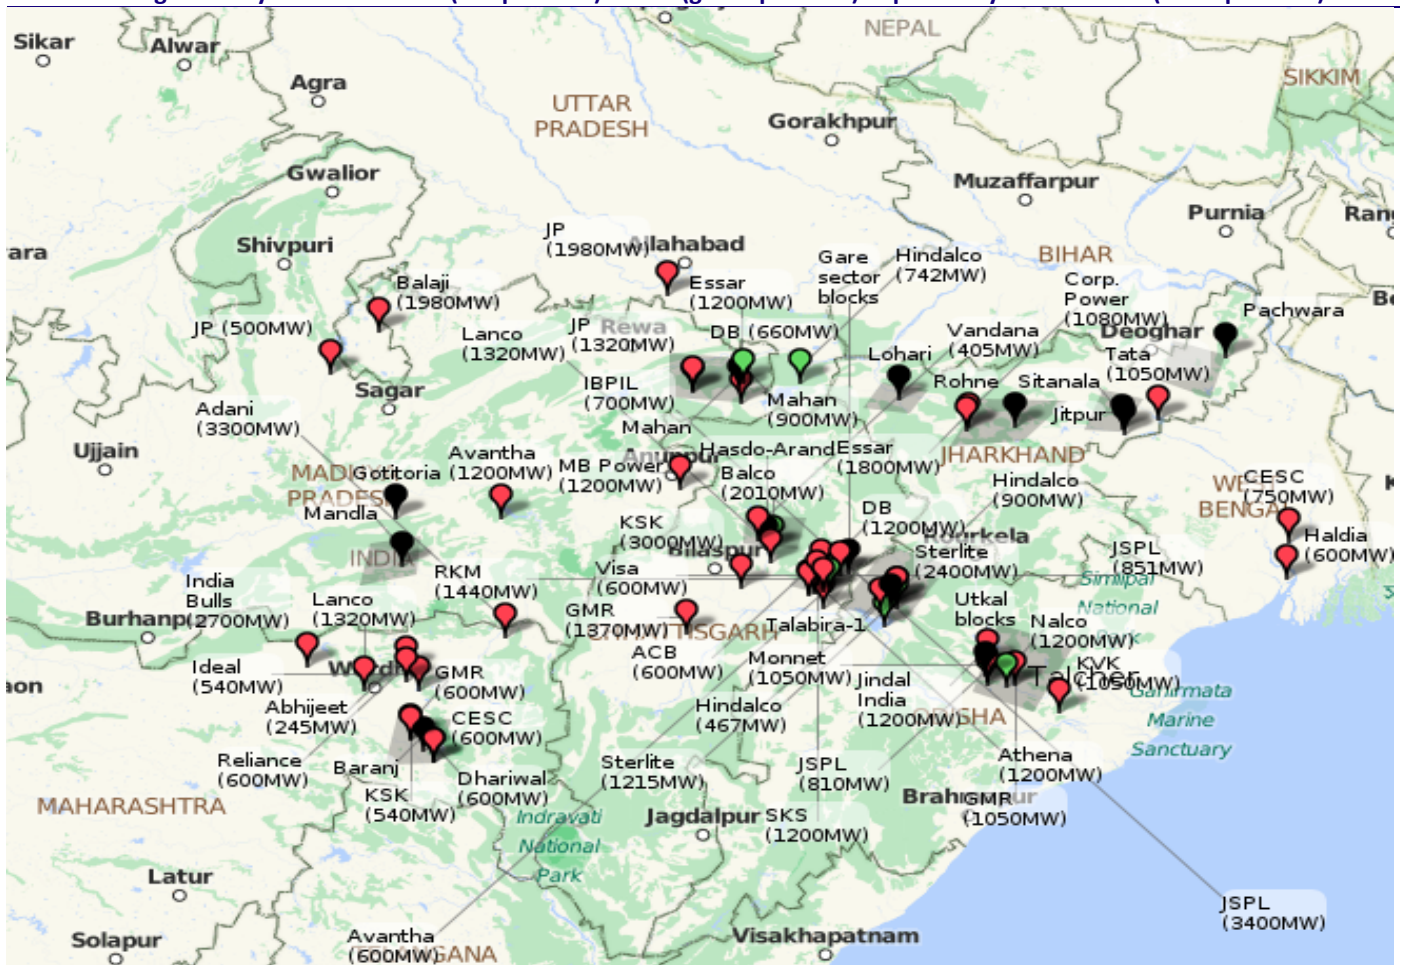 NEPAL
SIKKIM
Sikar
Alwar
Agra
UTTAR
PRADESH
Gorakhpur
Gwalior
Muzaffarpur
Purnia
Shivpuri
JP
(1980MW)
Allahabad
BIHAR
Gare
sector
blocks
Hindalco
(742MW)
Balaji
(1980MW)
Essar
(1200MW)
Corp.
Power
(1080MW)
Pachwara
JP (500MW)
Lanco
(1320MW)
JP
(1320MW)
Rewa
DB (660MW)
Vandana
(405MW)
Deoghar
Lohari
Tata
(1050MW)
Sagar
IBPIL
(700MW)
Rohne
Sitanala
Jitpur
Mahan
(900MW)
Adani
(3300MW)
Mahan
Ujjain
Avantha
(1200MW)
MB Power
(1200MW)
Anuppur
Hasdo-Arand
Essar
(1800MW)
JHARKHAND
Gotitoria
Mandla
Balco
(2010MW)
Hindalco
(900MW)
CESC
(750MW)
DB
(1200MW)
Haldia
(600MW)
KSK
(3000MW)
Bilaspur
INDIA
Visa
(600MW)
Sterlite
(2400MW)
JSPL
(851MW)
RKM
(1440MW)
Similpal
National
India
Bulls
(2700MW)
Lanco
(1320MW)
GMR
(1370MW)
Utkal
blocks
Nalco
(1200MW)
Talabira-1
ACB
(600MW)
Monnet
(1050MW)
KVK
(1050MW)
Talcher
Ideal
(540MW)
GMR
(600MW)
Jindal
India
(1200MW)
Gahirmata
Marine
Sanctuary
Abhijeet
(245MW)
CESC
(600MW)
Hindalco
(467MW)
Reliance
(600MW)
Baranj
Sterlite
(1215MW)
JSPL
(810MW)
Athena
(1200MW)
Dhariwal
(600MW)
KSK
(540MW)
MAHARASHTRA
Indravati
National
Park
Jagdalpur
SKS
(1200MW)
GMR
(1050MW)
Latur
JSPL
(3400MW)
Solapur
Avantha
(600MW)
Visakhapatnam